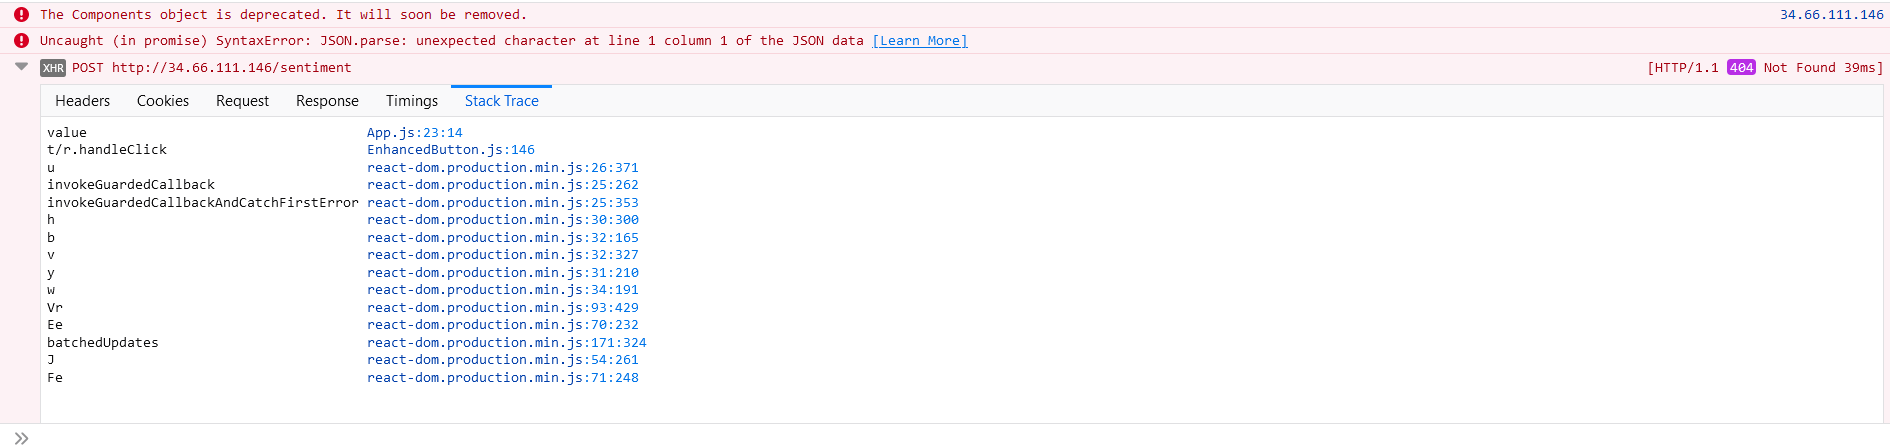 The Components object is deprecated. It will soon be removed. 34.66.111.146
Uncaught (in promise) SyntaxError: JSON.parse: unexpected character at line 1 column 1 of the JSON data [Learn More]
XHR POST http://34.66.111.146/sentiment [HTTP/1.1 404 Not Found 39ms]
Headers Cookies Request Response Timings Stack Trace
value App.js:23:14
t/r.handleClick EnhancedButton.js:146
u react-dom.production.min.js:26:371
invokeGuardedCallback react-dom.production.min.js:25:262
invokeGuardedCallbackAndCatchFirstError react-dom.production.min.js:25:353
h react-dom.production.min.js:30:300
b react-dom.production.min.js:32:165
v react-dom.production.min.js:32:327
y react-dom.production.min.js:31:210
w react-dom.production.min.js:34:191
Vr react-dom.production.min.js:93:429
Ee react-dom.production.min.js:70:232
batchedUpdates react-dom.production.min.js:171:324
J react-dom.production.min.js:54:261
Fe react-dom.production.min.js:71:248